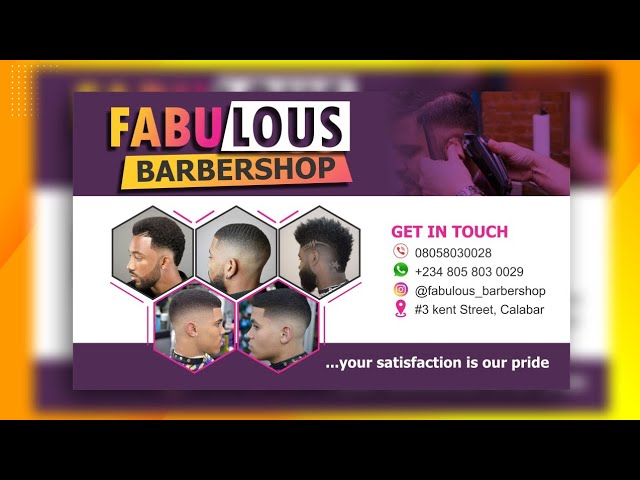 FABULOUS
BARBERSHOP
GET IN TOUCH
08058030028
+234 805 803 0029
@fabulous_barbershop
#3 kent Street, Calabar
...your satisfaction is our pride